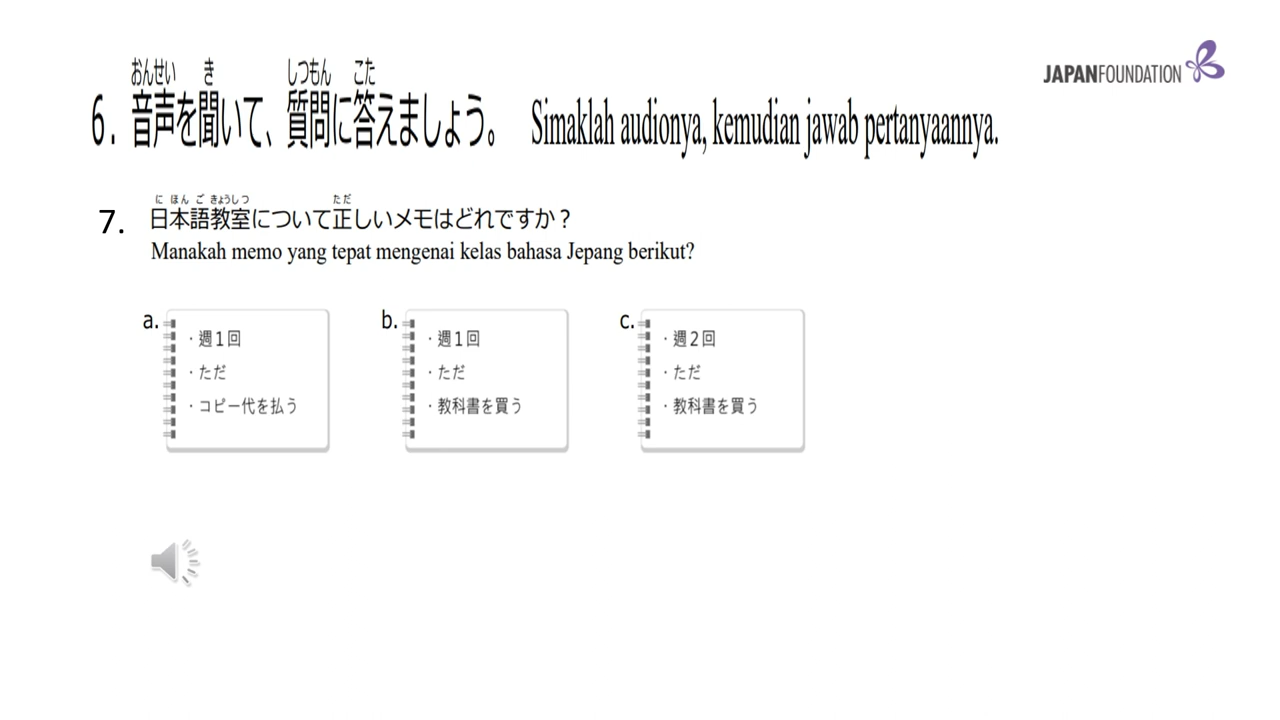 JAPANFOUNDATION
おんせい き しつもん こた
6. 音声を聞いて、質問に答えましょう。 Simaklah audionya, kemudian jawab pertanyaannya.
に ほん ご きょうしつ ただ
7. 日本語教室について正しいメモはどれですか？
Manakah memo yang tepat mengenai kelas bahasa Jepang berikut?
a.
・週1回
・ただ
・コピー代を払う
b.
・週1回
・ただ
・教科書を買う
c.
・週2回
・ただ
・教科書を買う